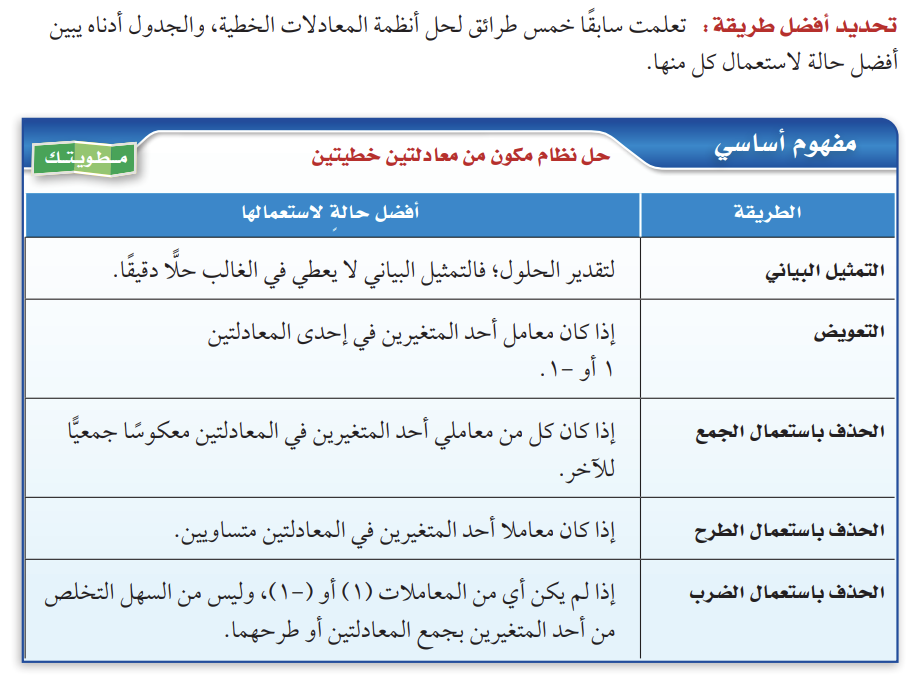 تحديد أفضل طريقة: تعلمت سابقًا خمس طرائق لحل أنظمة المعادلات الخطية، والجدول أدناه يبين
أفضل حالة لاستعمال كل منها.
مفهوم أساسي
حل نظام مكون من معادلتين خطيتين
مـطويتـك
الطريقة
أفضل حالةٍ لاستعمالها
التمثيل البياني
لتقدير الحلول؛ فالتمثيل البياني لا يعطي في الغالب حلًّا دقيقًا.
التعويض
إذا كان معامل أحد المتغيرين في إحدى المعادلتين
١ أو -١.
الحذف باستعمال الجمع
إذا كان كل من معاملي أحد المتغيرين في المعادلتين معكوسًا جمعيًّا
للآخر.
الحذف باستعمال الطرح
إذا كان معاملا أحد المتغيرين في المعادلتين متساويين.
الحذف باستعمال الضرب
إذا لم يكن أي من المعاملات (١) أو (-١)، وليس من السهل التخلص
من أحد المتغيرين بجمع المعادلتين أو طرحهما.